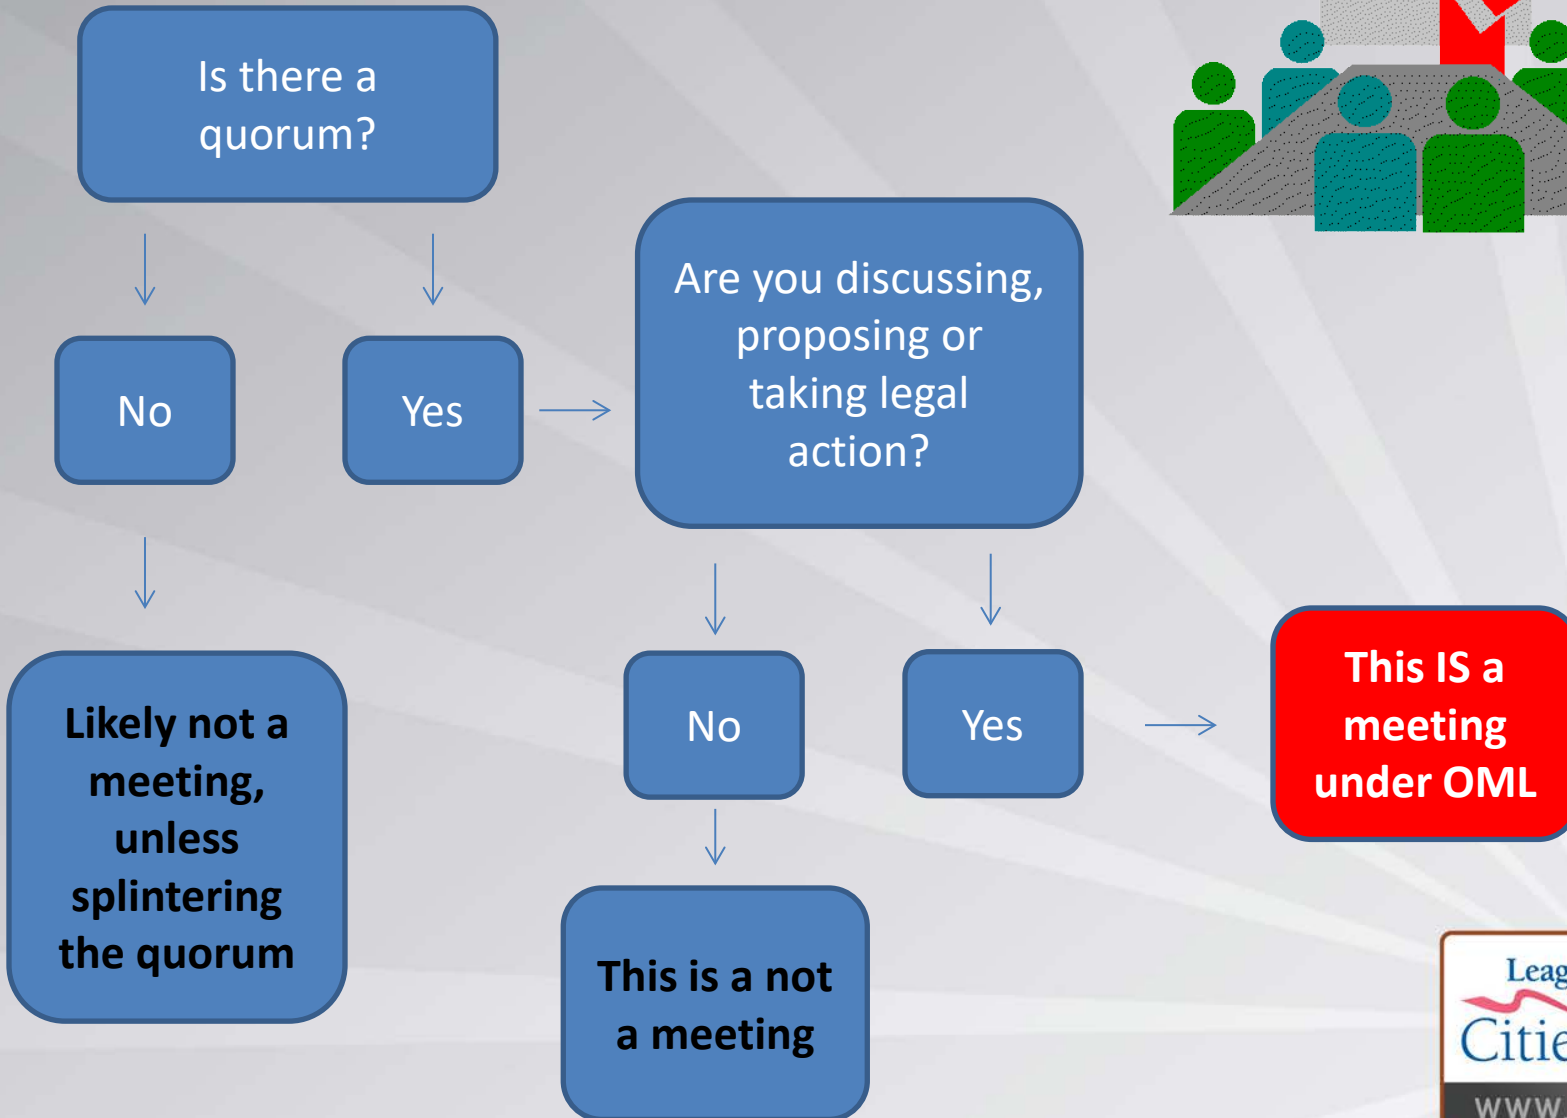 Is there a
quorum?
Are you discussing,
proposing or
taking legal
action?
No
Yes
No
Yes
This IS a
meeting
under OML
Likely not a
meeting,
unless
splintering
the quorum
This is a not
a meeting